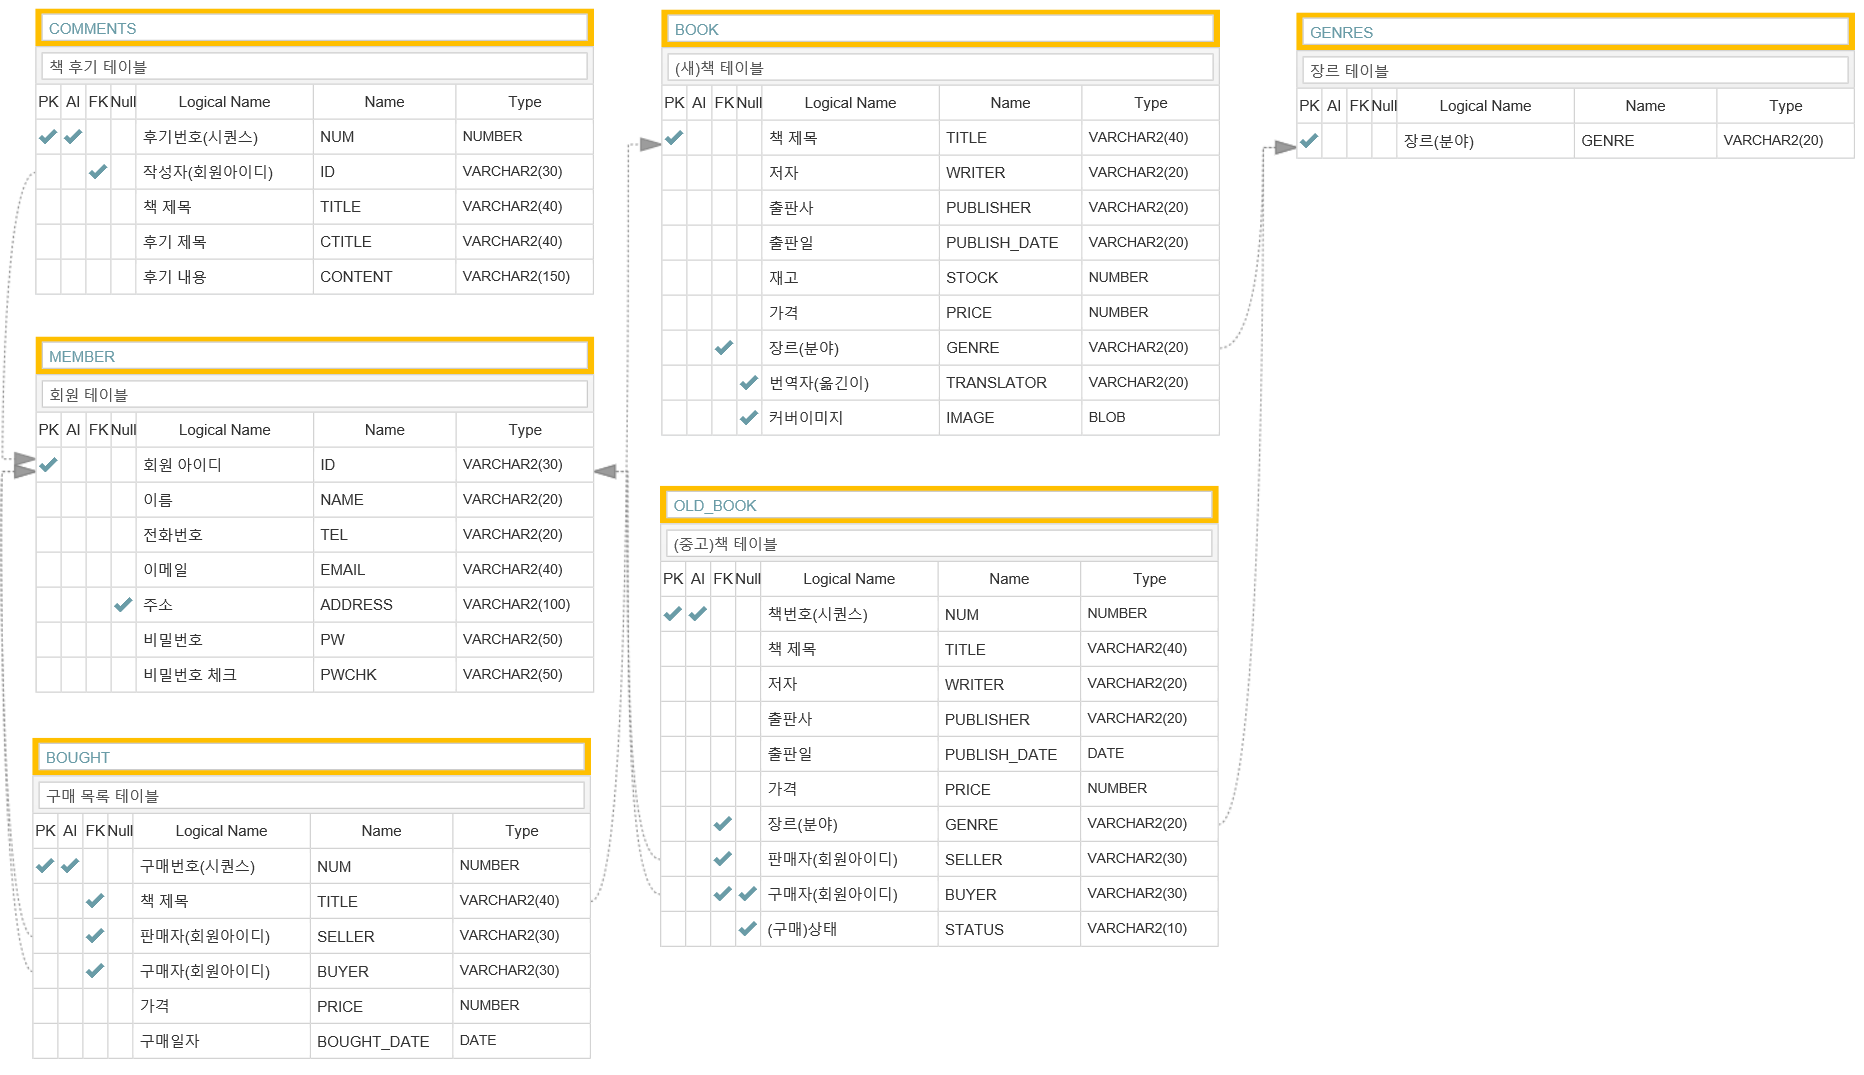 COMMENTS
책 후기 테이블
PK AI FK Null Logical Name Name Type
후기번호(시퀀스) NUM NUMBER
작성자(회원아이디) ID VARCHAR2(30)
책 제목 TITLE VARCHAR2(40)
후기 제목 CTITLE VARCHAR2(40)
후기 내용 CONTENT VARCHAR2(150)
MEMBER
회원 테이블
PK AI FK Null Logical Name Name Type
회원 아이디 ID VARCHAR2(30)
이름 NAME VARCHAR2(20)
전화번호 TEL VARCHAR2(20)
이메일 EMAIL VARCHAR2(40)
주소 ADDRESS VARCHAR2(100)
비밀번호 PW VARCHAR2(50)
비밀번호 체크 PWCHK VARCHAR2(50)
BOUGHT
구매 목록 테이블
PK AI FK Null Logical Name Name Type
구매번호(시퀀스) NUM NUMBER
책 제목 TITLE VARCHAR2(40)
판매자(회원아이디) SELLER VARCHAR2(30)
구매자(회원아이디) BUYER VARCHAR2(30)
가격 PRICE NUMBER
구매일자 BOUGHT_DATE DATE
BOOK
(새)책 테이블
PK AI FK Null Logical Name Name Type
책 제목 TITLE VARCHAR2(40)
저자 WRITER VARCHAR2(20)
출판사 PUBLISHER VARCHAR2(20)
출판일 PUBLISH_DATE VARCHAR2(20)
재고 STOCK NUMBER
가격 PRICE NUMBER
장르(분야) GENRE VARCHAR2(20)
번역자(옮긴이) TRANSLATOR VARCHAR2(20)
커버이미지 IMAGE BLOB
OLD_BOOK
(중고)책 테이블
PK AI FK Null Logical Name Name Type
책번호(시퀀스) NUM NUMBER
책 제목 TITLE VARCHAR2(40)
저자 WRITER VARCHAR2(20)
출판사 PUBLISHER VARCHAR2(20)
출판일 PUBLISH_DATE DATE
가격 PRICE NUMBER
장르(분야) GENRE VARCHAR2(20)
판매자(회원아이디) SELLER VARCHAR2(30)
구매자(회원아이디) BUYER VARCHAR2(30)
(구매)상태 STATUS VARCHAR2(10)
GENRES
장르 테이블
PK AI FK Null Logical Name Name Type
장르(분야) GENRE VARCHAR2(20)